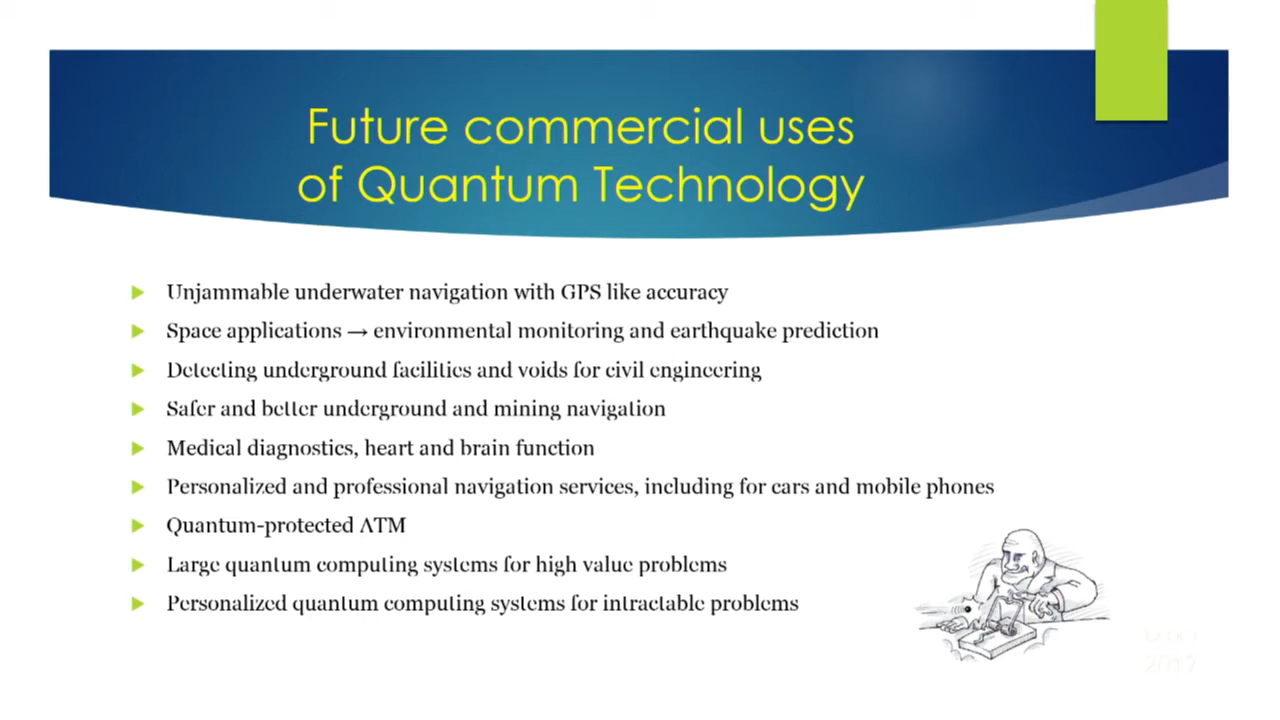 Future commercial uses
of Quantum Technology
Unjammable underwater navigation with GPS like accuracy
Space applications → environmental monitoring and earthquake prediction
Detecting underground facilities and voids for civil engineering
Safer and better underground and mining navigation
Medical diagnostics, heart and brain function
Personalized and professional navigation services, including for cars and mobile phones
Quantum-protected ATM
Large quantum computing systems for high value problems
Personalized quantum computing systems for intractable problems
2017